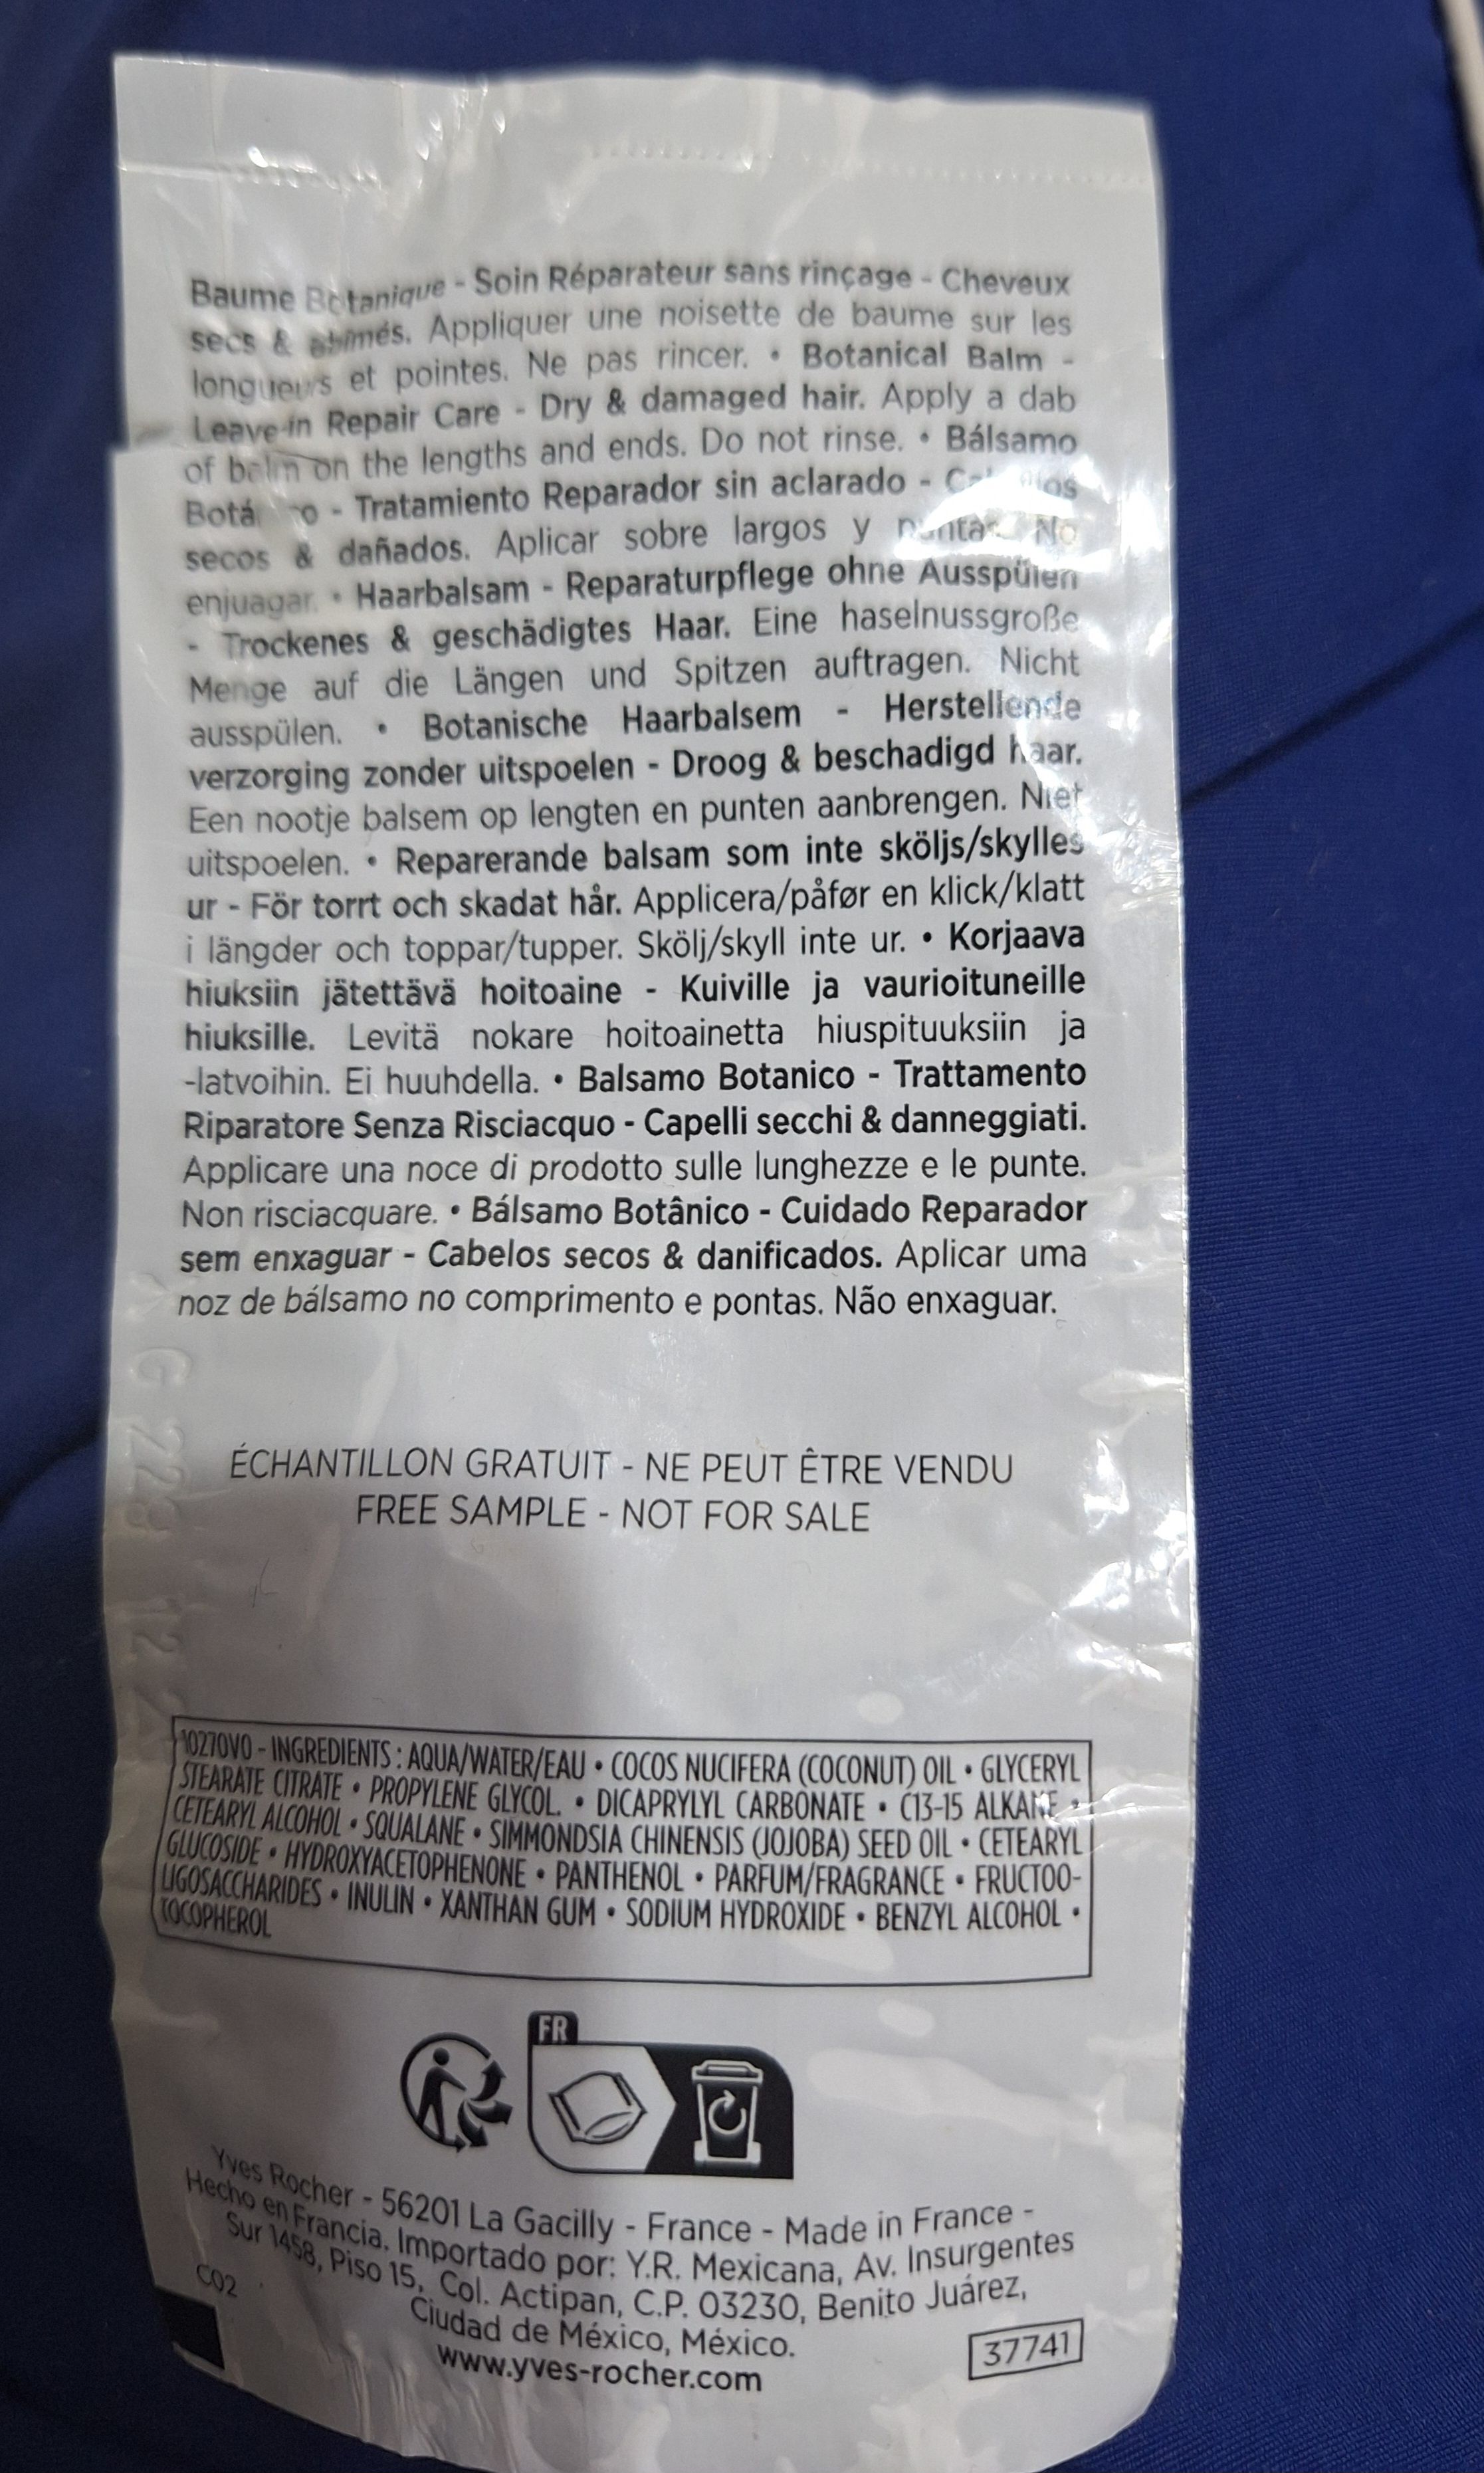 Baume Botanique - Soin Réparateur sans rinçage - Cheveux
secs & abîmés. Appliquer une noisette de baume sur les
longueurs et pointes. Ne pas rincer. • Botanical Balm -
Leave-in Repair Care - Dry & damaged hair. Apply a dab
of balm on the lengths and ends. Do not rinse. • Bálsamo
- Tratamiento Reparador sin aclarado -
secos & dañados. Aplicar sobre largos y puntas. No
enjuagar. • Haarbalsam - Reparaturpflege ohne Ausspülen
- Trockenes & geschädigtes Haar. Eine haselnussgroße
Menge auf die Längen und Spitzen auftragen. Nicht
ausspülen. • Botanische Haarbalsem - Herstellende
verzorging zonder uitspoelen - Droog & beschadigd haar.
Een nootje balsem op lengten en punten aanbrengen. Niet
uitspoelen. • Reparerande balsam som inte sköljs/skylles
ur - För torrt och skadat hår. Applicera/påfør en klick/klatt
i längder och toppar/tupper. Skölj/skyll inte ur. • Korjaava
hiuksiin jätettävä hoitoaine - Kuiville ja vaurioituneille
hiuksille. Levitä nokare hoitoainetta hiuspituuksiin ja
-latvoihin. Ei huuhdella. • Balsamo Botanico - Trattamento
Riparatore Senza Risciacquo - Capelli secchi & danneggiati.
Applicare una noce di prodotto sulle lunghezze e le punte.
Non risciacquare. • Bálsamo Botânico - Cuidado Reparador
sem enxaguar - Cabelos secos & danificados. Aplicar uma
noz de bálsamo no comprimento e pontas. Não enxaguar.
ÉCHANTILLON GRATUIT - NE PEUT ÊTRE VENDU
FREE SAMPLE - NOT FOR SALE
10270V0 - INGREDIENTS : AQUA/WATER/EAU • COCOS NUCIFERA (COCONUT) OIL • GLYCERYL
STEARATE CITRATE • PROPYLENE GLYCOL. • DICAPRYLYL CARBONATE • C13-15 ALKANE •
CETEARYL ALCOHOL • SQUALANE • SIMMONDSIA CHINENSIS (JOJOBA) SEED OIL • CETEARYL
GLUCOSIDE • HYDROXYACETOPHENONE • PANTHENOL • PARFUM/FRAGRANCE • FRUCTOO-
LIGOSACCHARIDES • INULIN • XANTHAN GUM • SODIUM HYDROXIDE • BENZYL ALCOHOL •
TOCOPHEROL
FR
Yves Rocher - 56201 La Gacilly - France - Made in France -
Hecho en Francia. Importado por: Y.R. Mexicana, Av. Insurgentes
Sur 1458, Piso 15, Col. Actipan, C.P. 03230, Benito Juárez,
Ciudad de México, México.
www.yves-rocher.com
C02
37741